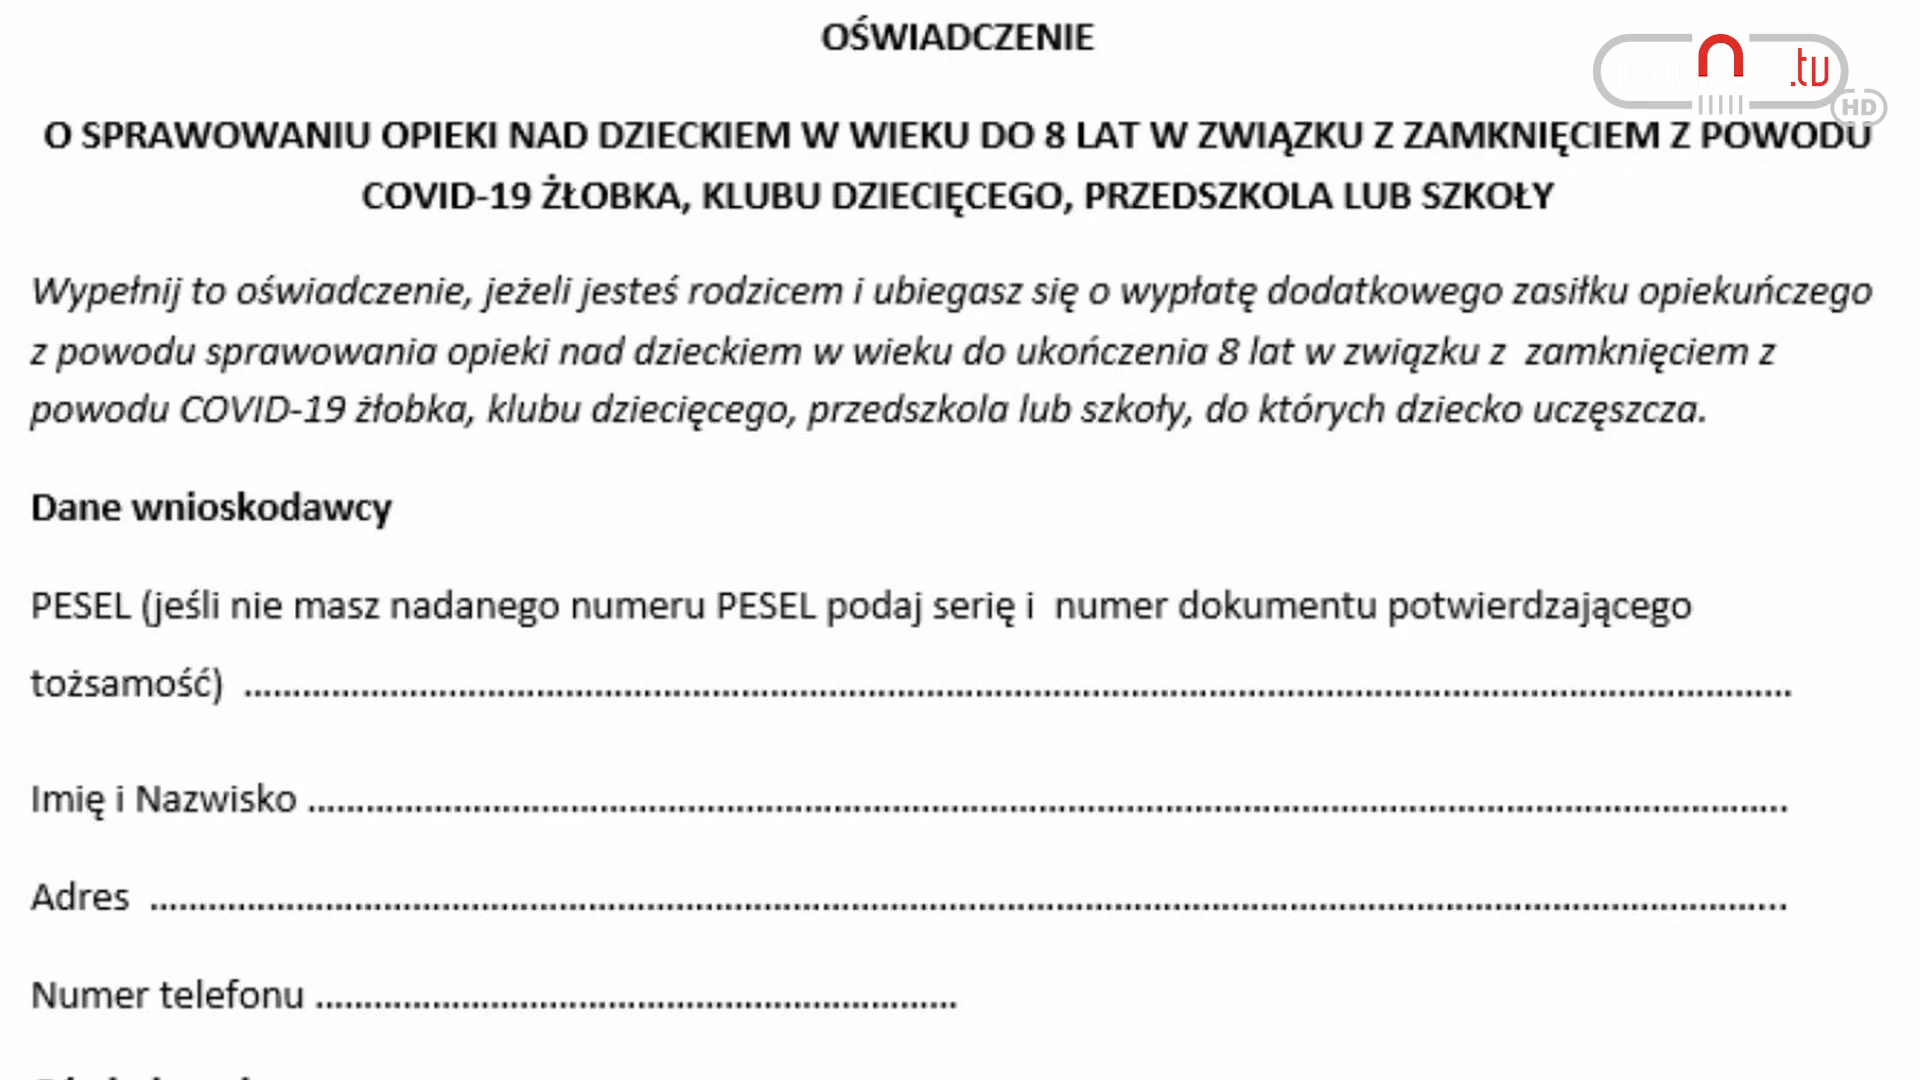 OŚWIADCZENIE
.tv
HD
O SPRAWOWANIU OPIEKI NAD DZIECKIEM W WIEKU DO 8 LAT W ZWIĄZKU Z ZAMKNIĘCIEM Z POWODU
COVID-19 ŻŁOBKA, KLUBU DZIECIĘCEGO, PRZEDSZKOLA LUB SZKOŁY
Wypełnij to oświadczenie, jeżeli jesteś rodzicem i ubiegasz się o wypłatę dodatkowego zasiłku opiekuńczego
z powodu sprawowania opieki nad dzieckiem w wieku do ukończenia 8 lat w związku z  zamknięciem z
powodu COVID-19 żłobka, klubu dziecięcego, przedszkola lub szkoły, do których dziecko uczęszcza.
Dane wnioskodawcy
PESEL (jeśli nie masz nadanego numeru PESEL podaj serię i  numer dokumentu potwierdzającego
tożsamość) ..............................................................................
Imię i Nazwisko ..............................................................................
Adres ..............................................................................
Numer telefonu ........................................